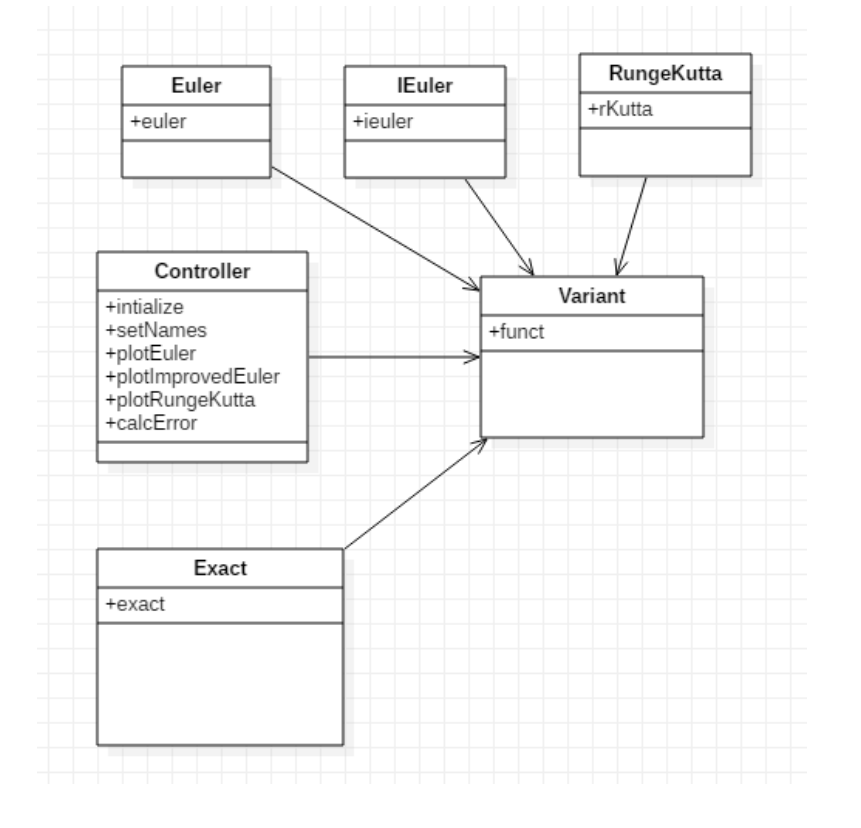 Euler
+euler
IEuler
+ieuler
RungeKutta
+rKutta
Controller
+intialize
+setNames
+plotEuler
+plotImprovedEuler
+plotRungeKutta
+calcError
Variant
+funct
Exact
+exact